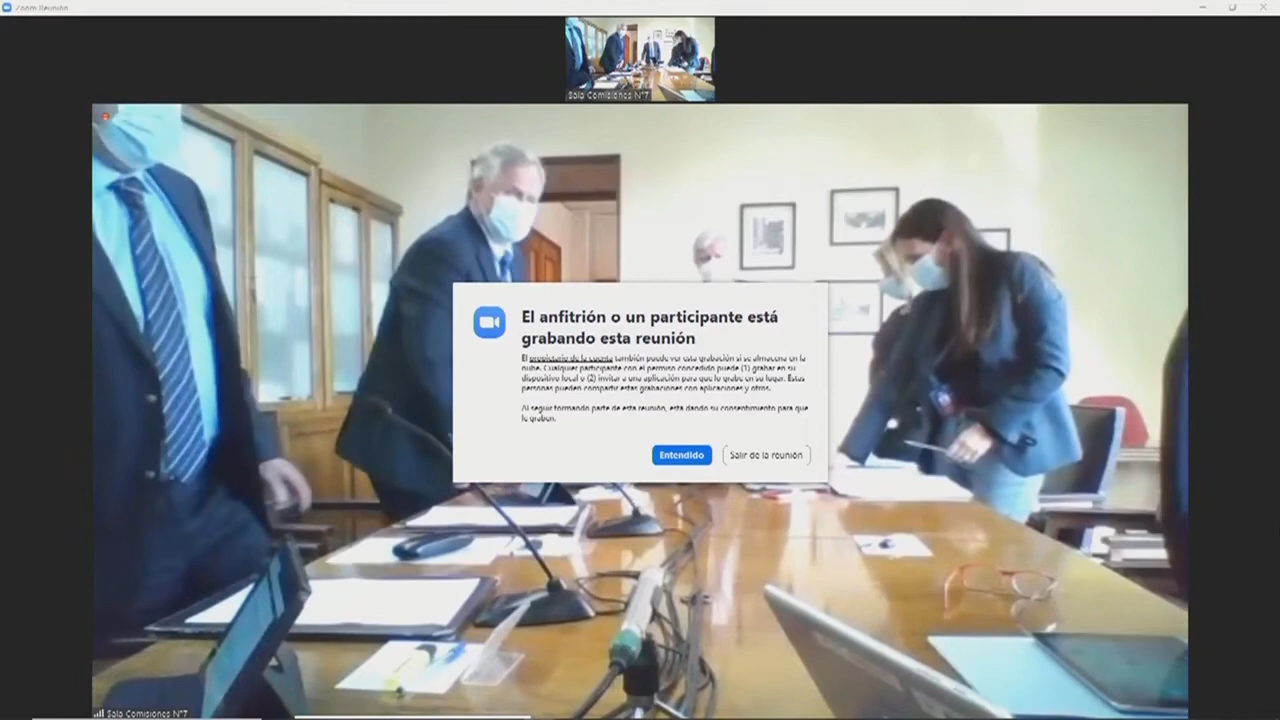 Zoom Reunión
Sala Comisiones N°7
El anfitrión o un participante está
grabando esta reunión
El propietario de la cuenta también puede ver esta grabación si se almacena en la
nube. Cualquier participante con el permiso concedido puede (1) grabar en su
dispositivo local o (2) invitar a una aplicación para que lo grabe en su lugar. Estas
personas pueden compartir estas grabaciones con aplicaciones y otros.
Al seguir formando parte de esta reunión, está dando su consentimiento para que
le graben.
Entendido
Salir de la reunión
Sala Comisiones N°7